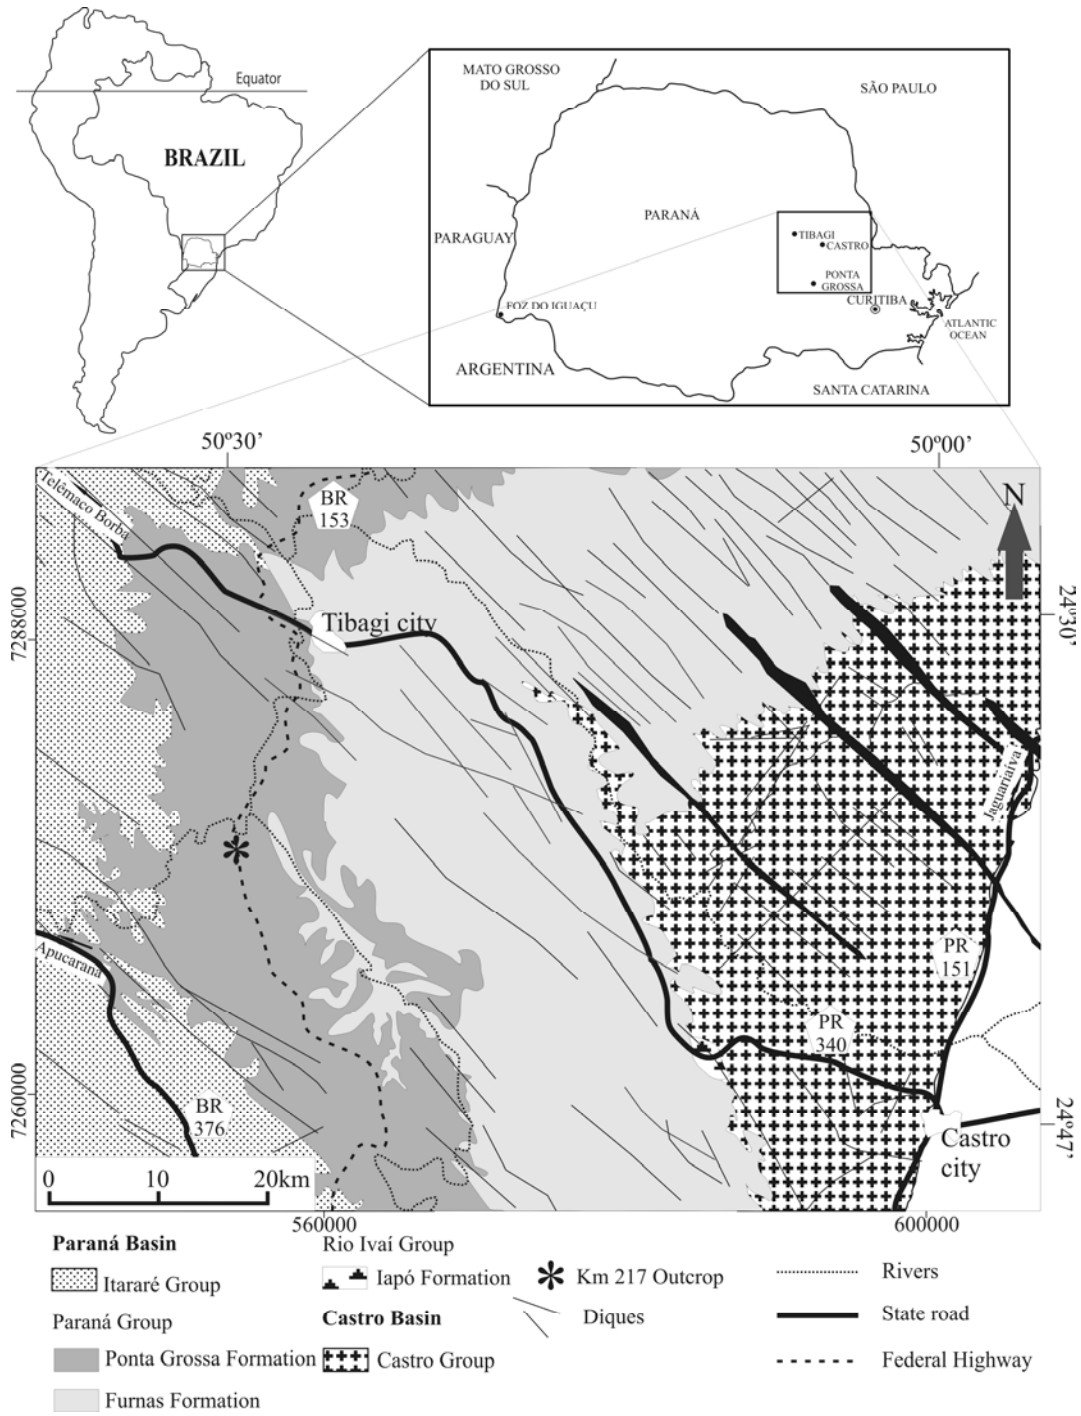 Equator
BRAZIL
MATO GROSSO
DO SUL
SÃO PAULO
PARANÁ
PARAGUAY
TIBAGI
CASTRO
PONTA
GROSSA
CURITIBA
FOZ DO IGUAÇU
ATLANTIC
OCEAN
ARGENTINA
SANTA CATARINA
50º30’
50º00’
Telêmaco Borba
BR
153
N
7288000
24º30’
Tibagi city
Jaguariaíva
Apucarana
PR
151
PR
340
7260000
BR
376
24º47’
Castro
city
0 10 20km
560000
600000
Paraná Basin
Itararé Group
Paraná Group
Ponta Grossa Formation
Furnas Formation
Rio Ivaí Group
Iapó Formation
Castro Basin
Castro Group
Km 217 Outcrop
Diques
Rivers
State road
Federal Highway